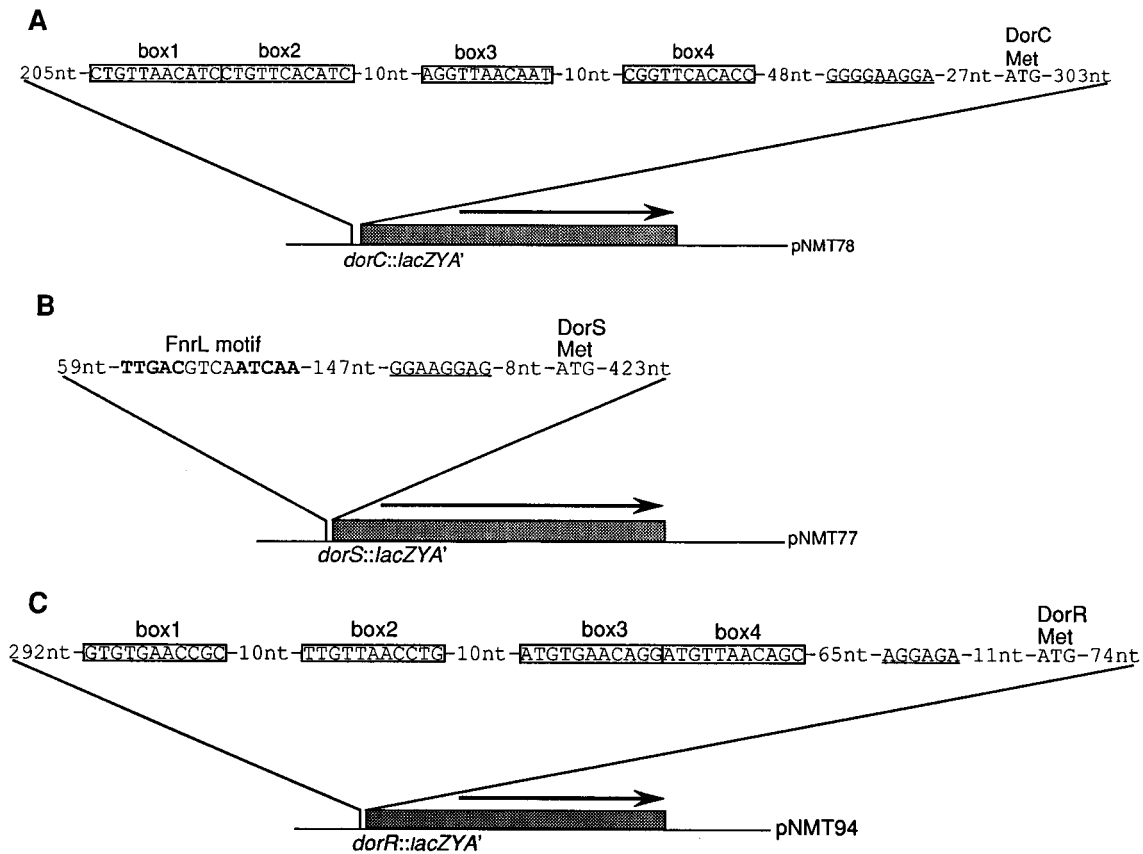 A
box1 box2 box3 box4 DorC
Met
205nt-CTGTTAACATCCTGTTCACATC-10nt-AGGTTAACAAT-10nt-CGGTTCACACC-48nt-GGGGAAGGA-27nt-ATG-303nt
pNMT78
dorC::lacZYA'
B
FnrL motif DorS
Met
59nt-TTGACGTCAATCAA-147nt-GGAAGGAG-8nt-ATG-423nt
pNMT77
dorS::lacZYA'
C
box1 box2 box3 box4 DorR
Met
292nt-GTGTGAACCGC-10nt-TTGTTAACCTG-10nt-ATGTGAACAGGATGTTAACAGC-65nt-AGGAGA-11nt-ATG-74nt
pNMT94
dorR::lacZYA'